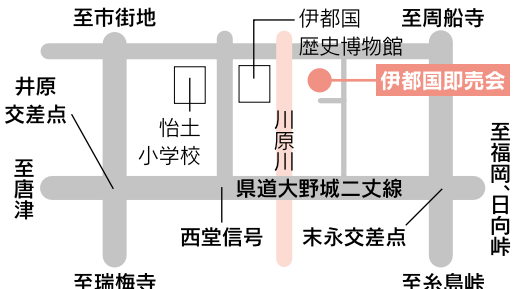 至市街地
伊都国
歴史博物館
至周船寺
井原
交差点
伊都国即売会
怡土
小学校
川原川
至福岡、日向峠
至唐津
県道大野城二丈線
西堂信号
末永交差点
至瑞梅寺
至糸島峠